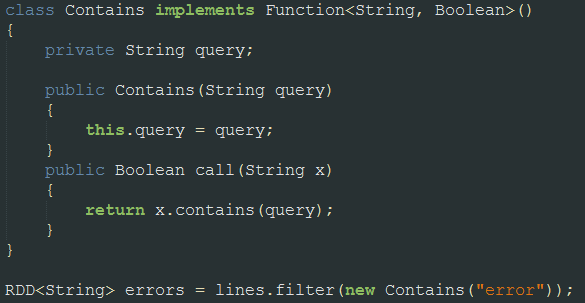 class Contains implements Function<String, Boolean>()
{
    private String query;

    public Contains(String query)
    {
        this.query = query;
    }
    public Boolean call(String x)
    {
        return x.contains(query);
    }
}

RDD<String> errors = lines.filter(new Contains("error"));